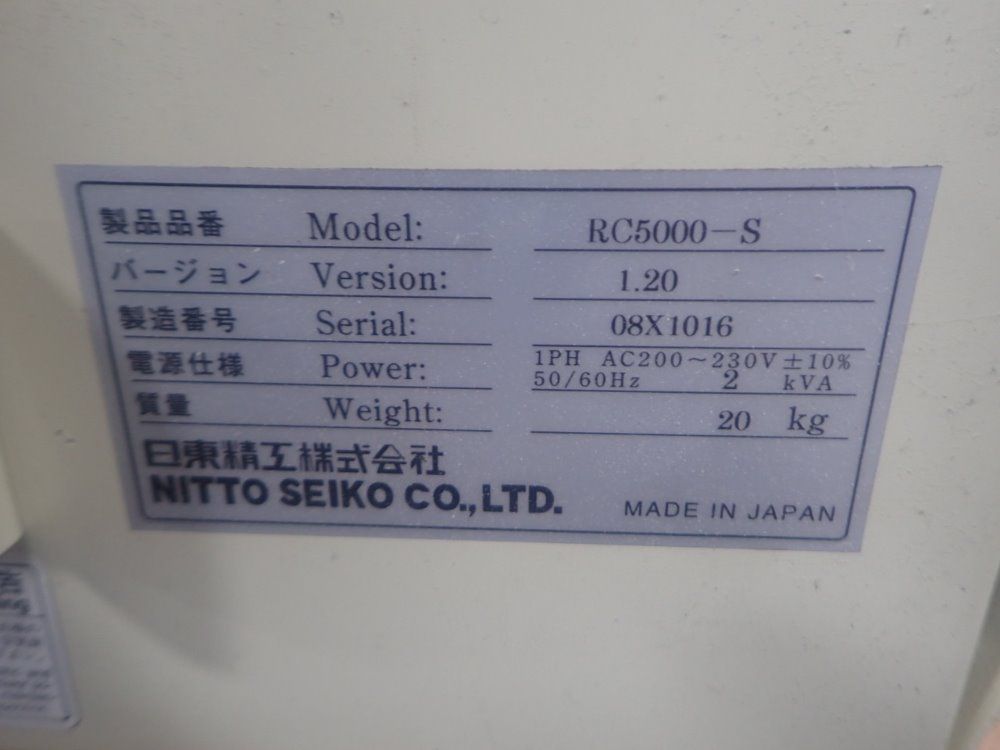 製品品番 Model: RC5000-S
バージョン Version: 1.20
製造番号 Serial: 08X1016
電源仕様 Power: 1PH AC200~230V±10%
50/60Hz 2 kVA
質量 Weight: 20 kg
日東精工株式会社
NITTO SEIKO CO.,LTD.
MADE IN JAPAN